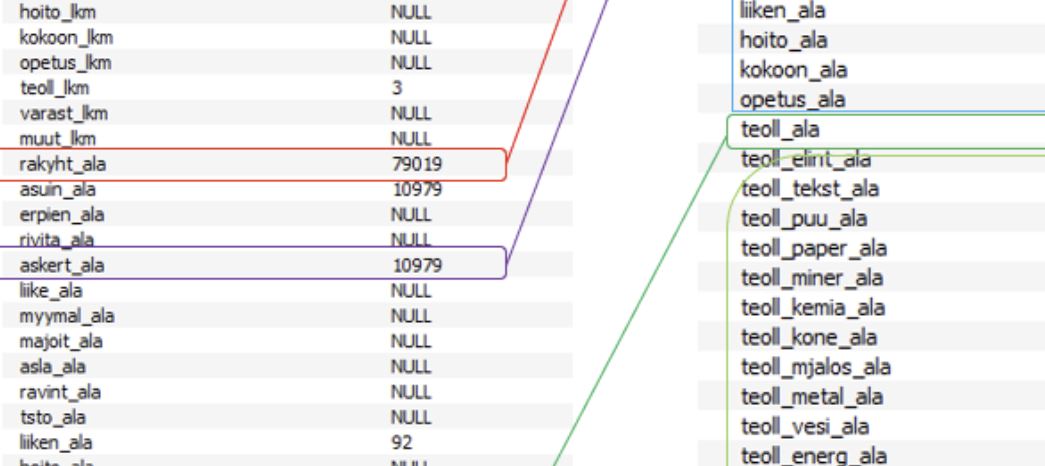 hoito_lkm NULL
kokoon_lkm NULL
opetus_lkm NULL
teoll_lkm 3
varast_lkm NULL
muut_lkm NULL
rakyht_ala 79019
asuin_ala 10979
erpien_ala NULL
rivita_ala NULL
askert_ala 10979
liike_ala NULL
myymal_ala NULL
majoit_ala NULL
asla_ala NULL
ravint_ala NULL
tsto_ala NULL
liiken_ala 92
hoito_ala NULL
liiken_ala
hoito_ala
kokoon_ala
opetus_ala
teoll_ala
teoll_elint_ala
teoll_tekst_ala
teoll_puu_ala
teoll_paper_ala
teoll_miner_ala
teoll_kemia_ala
teoll_kone_ala
teoll_mjalos_ala
teoll_metal_ala
teoll_vesi_ala
teoll_energ_ala